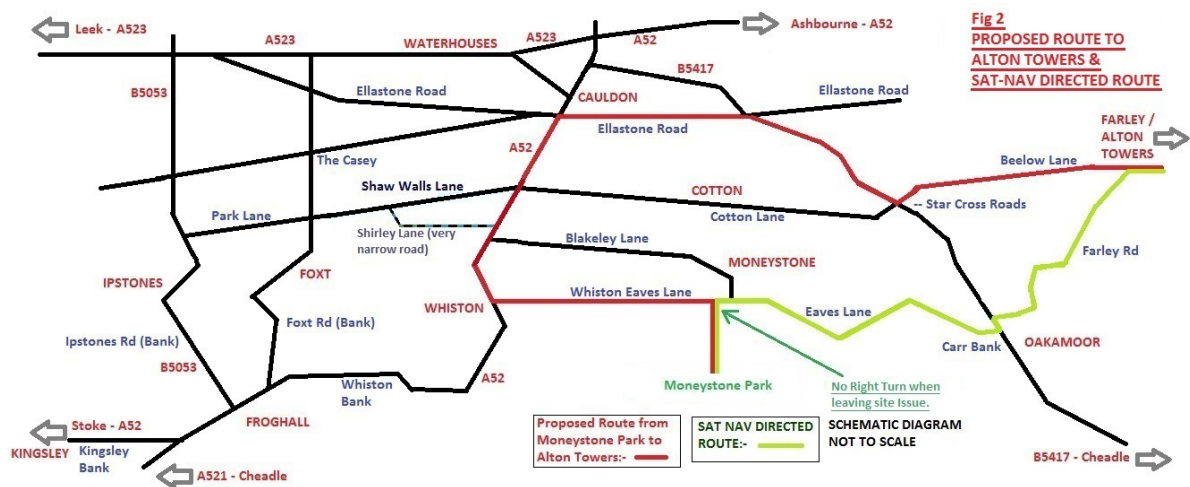 Leek - A523
Ashbourne - A52
Fig 2
PROPOSED ROUTE TO
ALTON TOWERS &
SAT-NAV DIRECTED
ROUTE
A523
WATERHOUSES
A523
A52
B5053
B5417
Ellastone Road
CAULDON
Ellastone Road
Ellastone Road
FARLEY /
ALTON
TOWERS
The Casey
A52
Beelow Lane
Shaw Walls Lane
COTTON
Park Lane
Cotton Lane
-- Star Cross Roads
Shirley Lane (very
narrow road)
Blakeley Lane
Farley Rd
MONEYSTONE
IPSTONES
FOXT
WHISTON
Whiston Eaves Lane
Foxt Rd (Bank)
Eaves Lane
Ipstones Rd (Bank)
Carr Bank
OAKAMOOR
B5053
Whiston
Bank
A52
Moneystone Park
No Right Turn when
leaving site Issue.
FROGHALL
Stoke - A52
KINGSLEY
Kingsley
Bank
Proposed Route from
Moneystone Park to
Alton Towers:-
SAT NAV DIRECTED
ROUTE:-
SCHEMATIC DIAGRAM
NOT TO SCALE
B5417 - Cheadle
A521 - Cheadle